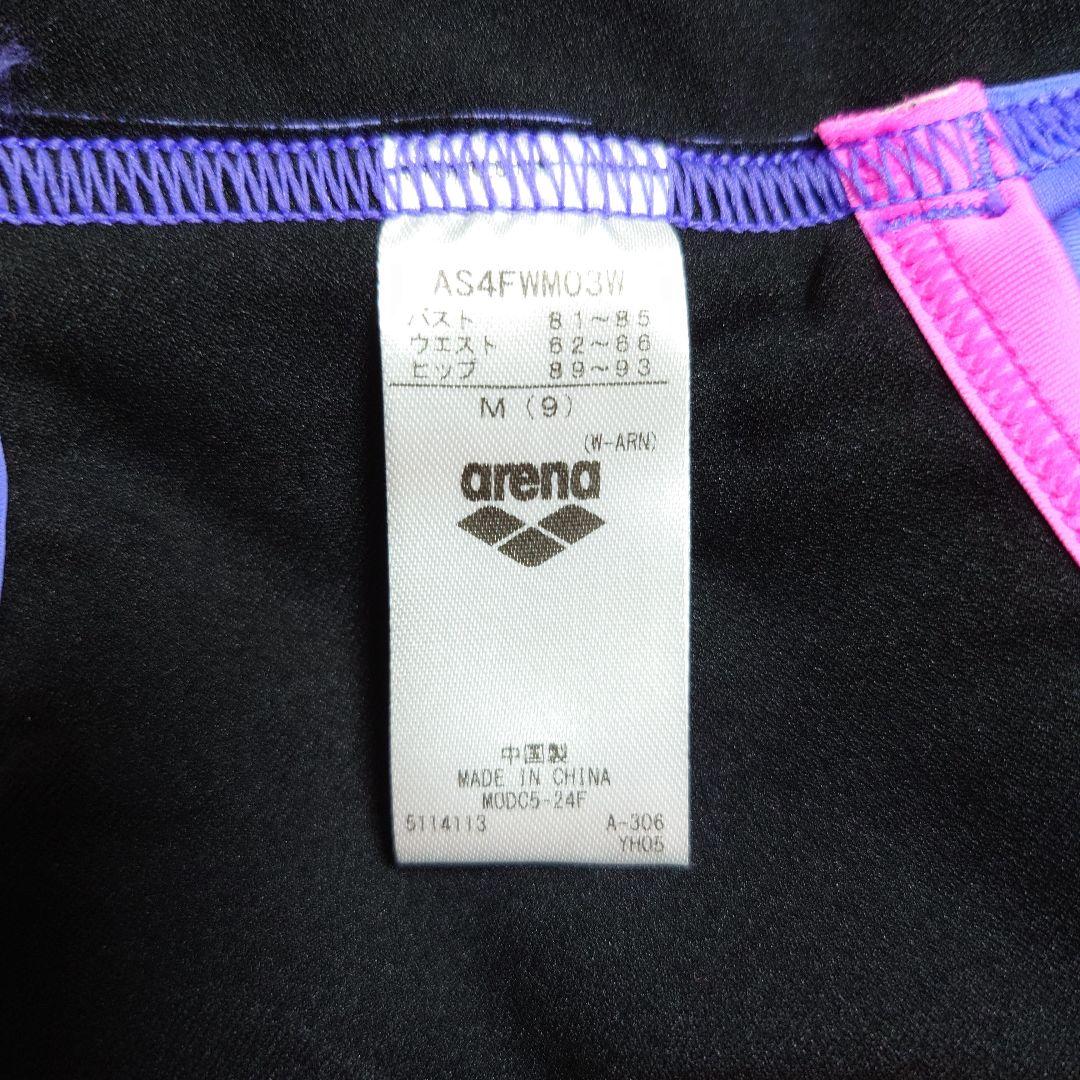 AS4FWM03W
バスト 81~85
ウエスト 62~66
ヒップ 89~93
M (9)
(W-ARN)
arena
中国製
MADE IN CHINA
MODC5-24F
5114113 A-306
YH05